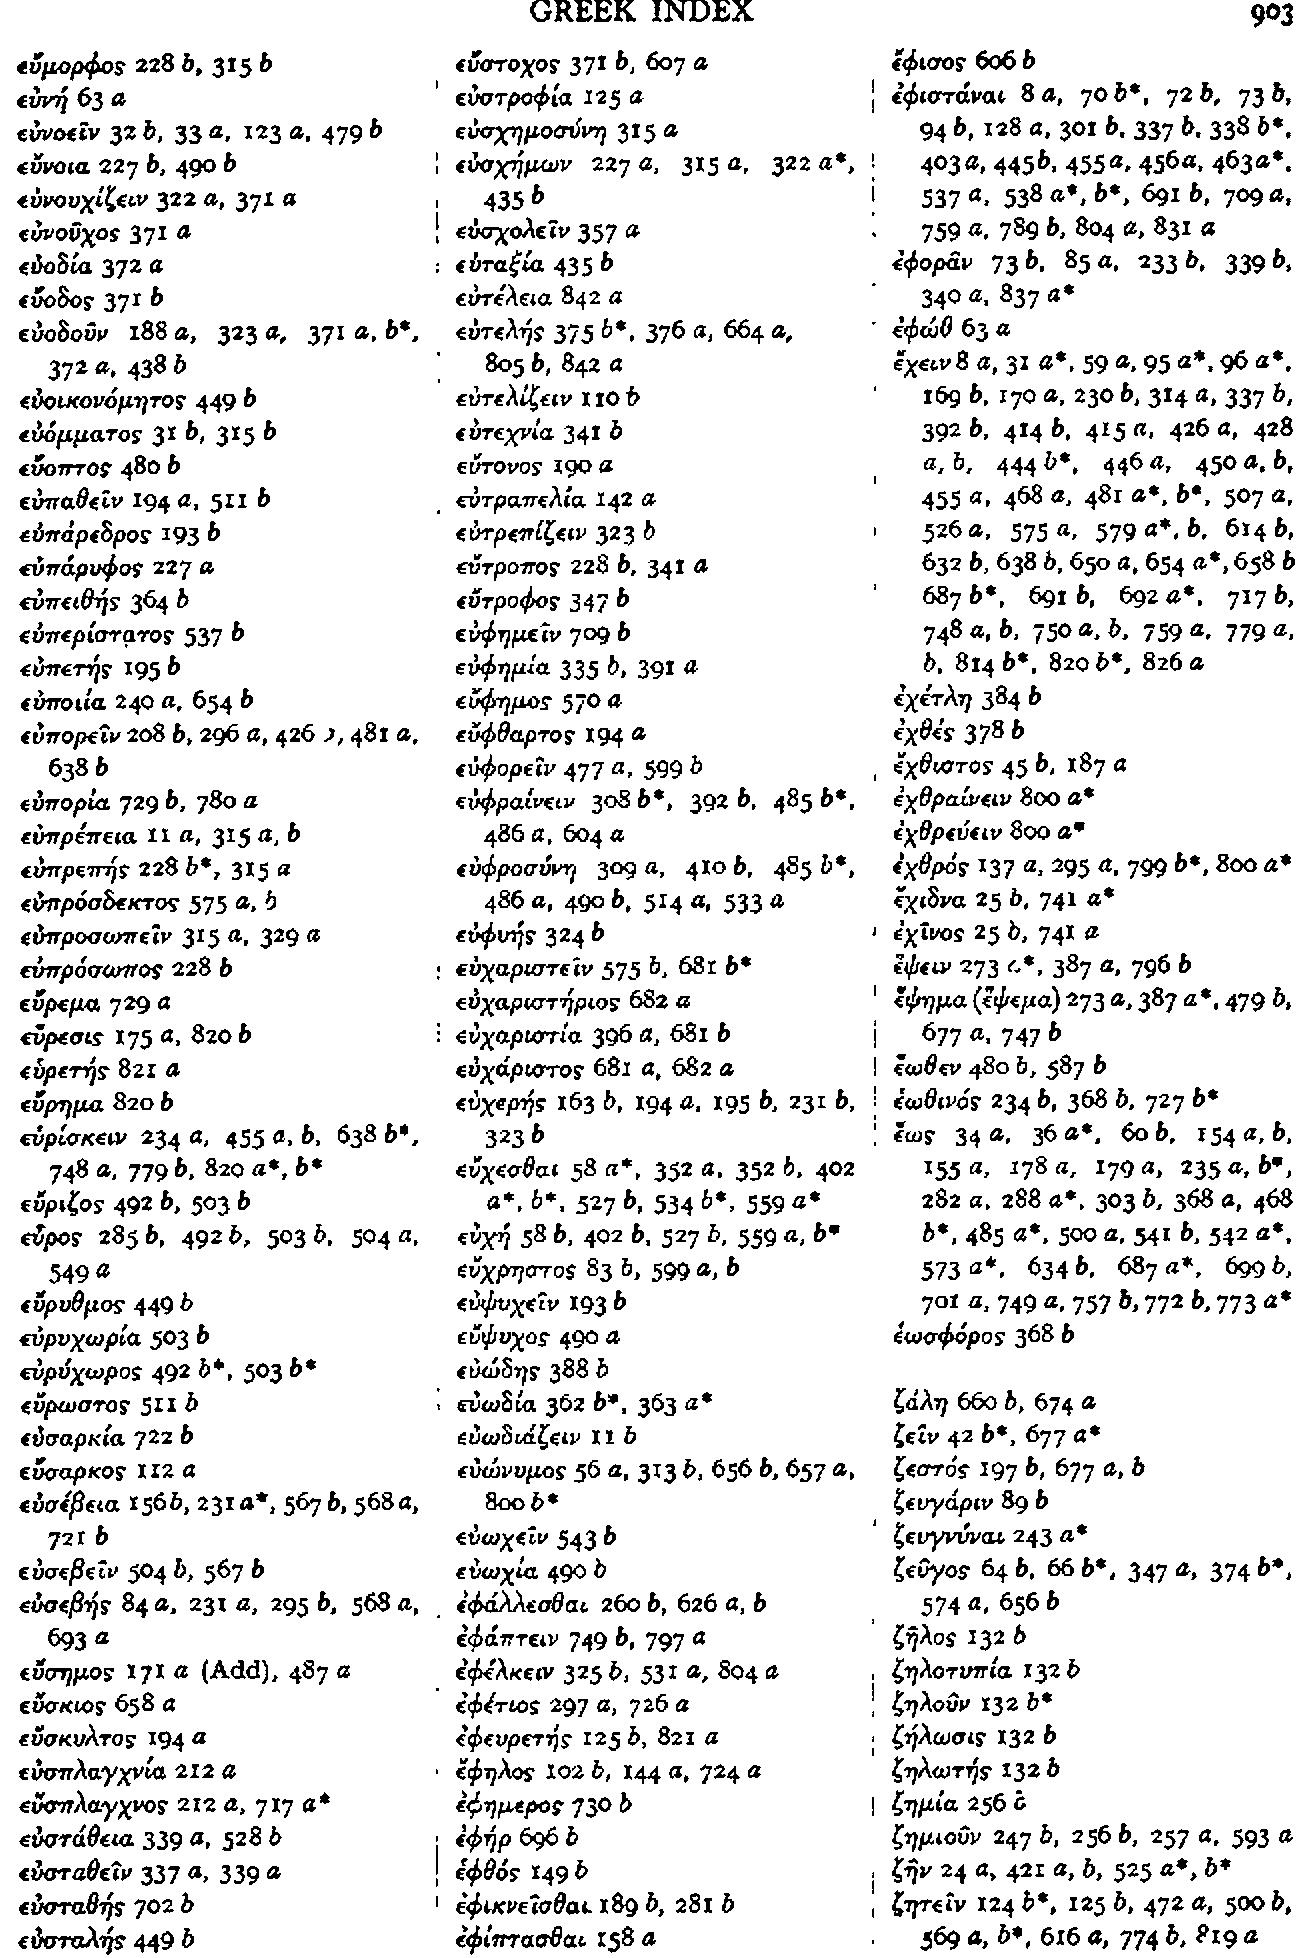 GREEK INDEX
903
εὔμορφος 228 b, 315 b
εὐνή 63 a
εὐνοεῖν 32 b, 33 a, 123 a, 479 b
εὔνοια 227 b, 490 b
εὐνουχίζειν 322 a, 371 a
εὐνοῦχος 371 a
εὐοδία 372 a
εὔοδος 371 b
εὐοδοῦν 188 a, 323 a, 371 a, b*,
372 a, 438 b
εὐοικονόμητος 449 b
εὐόμματος 31 b, 315 b
εὔοπτος 480 b
εὐπαθεῖν 194 a, 511 b
εὐπάρεδρος 193 b
εὐπάρυφος 227 a
εὐπειθής 364 b
εὐπερίστατος 537 b
εὐπετής 195 b
εὐποιία 240 a, 654 b
εὐπορεῖν 208 b, 296 a, 426 , 481 a,
638 b
εὐπορία 729 b, 780 a
εὐπρέπεια 11 a, 315 a, b
εὐπρεπής 228 b*, 315 a
εὐπρόσδεκτος 575 a, b
εὐπροσωπεῖν 315 a, 329 a
εὐπρόσωπος 228 b
εὕρεμα 729 a
εὕρεσις 175 a, 820 b
εὑρετής 821 a
εὕρημα 820 b
εὑρίσκειν 234 a, 455 a, b, 638 b*,
748 a, 779 b, 820 a*, b*
εὔριζος 492 b, 503 b
εὖρος 285 b, 492 b, 503 b, 504 a,
549 a
εὔρυθμος 449 b
εὐρυχωρία 503 b
εὐρύχωρος 492 b*, 503 b*
εὔρωστος 511 b
εὐσαρκία 722 b
εὔσαρκος 112 a
εὐσέβεια 156 b, 231 a*, 567 b, 568 a,
721 b
εὐσεβεῖν 504 b, 567 b
εὐσεβής 84 a, 231 a, 295 b, 568 a,
693 a
εὔσημος 171 a (Add), 487 a
εὔσκιος 658 a
εὔσκυλτος 194 a
εὐσπλαγχνία 212 a
εὔσπλαγχνος 212 a, 717 a*
εὐστάθεια 339 a, 528 b
εὐσταθεῖν 337 a, 339 a
εὐσταθής 702 b
εὐσταλής 449 b
εὔστοχος 371 b, 607 a
εὐστροφία 125 a
εὐσχημοσύνη 315 a
εὐσχήμων 227 a, 315 a, 322 a*,
435 b
εὐσχολεῖν 357 a
εὐταξία 435 b
εὐτέλεια 842 a
εὐτελής 375 b*, 376 a, 664 a,
805 b, 842 a
εὐτελίζειν 110 b
εὐτεχνία 341 b
εὔτονος 190 a
εὐτραπελία 142 a
εὐτρεπίζειν 323 b
εὔτροπος 228 b, 341 a
εὔτροφος 347 b
εὐφημεῖν 709 b
εὐφημία 335 b, 391 a
εὔφημος 570 a
εὔφθαρτος 194 a
εὐφορεῖν 477 a, 599 b
εὐφραίνειν 308 b*, 392 b, 485 b*,
486 a, 604 a
εὐφροσύνη 309 a, 410 b, 485 b*,
486 a, 490 b, 514 a, 533 a
εὐφυής 324 b
εὐχαριστεῖν 575 b, 681 b*
εὐχαριστήριος 682 a
εὐχαριστία 396 a, 681 b
εὐχάριστος 681 a, 682 a
εὐχερής 163 b, 194 a, 195 b, 231 b,
323 b
εὔχεσθαι 58 a*, 352 a, 352 b, 402
a*, b*, 527 b, 534 b*, 559 a*
εὐχή 58 b, 402 b, 527 b, 559 a, b*
εὔχρηστος 83 b, 599 a, b
εὐψυχεῖν 193 b
εὔψυχος 490 a
εὐώδης 388 b
εὐωδία 362 b*, 363 a*
εὐωδιάζειν 11 b
εὐώνυμος 56 a, 313 b, 656 b, 657 a,
800 b*
εὐωχεῖν 543 b
εὐωχία 490 b
ἐφάλλεσθαι 260 b, 626 a, b
ἐφάπτειν 749 b, 797 a
ἐφέλκειν 325 b, 531 a, 804 a
ἐφέτιος 297 a, 726 a
ἐφευρετής 125 b, 821 a
ἔφηλος 102 b, 144 a, 724 a
ἐφημερος 730 b
ἐφήρ 696 b
ἑφθός 149 b
ἐφικνεῖσθαι 189 b, 281 b
ἐφίπτασθαι 158 a
ἔφισος 606 b
ἐφιστάναι 8 a, 70 b*, 72 b, 73 b,
94 b, 128 a, 301 b, 337 b, 338 b*,
403 a, 445 b, 455 a, 456 a, 463 a*,
537 a, 538 a*, b*, 691 b, 709 a,
759 a, 789 b, 804 a, 831 a
ἐφορᾶν 73 b, 85 a, 233 b, 339 b,
340 a, 837 a*
ἐφώθ 63 a
ἔχειν 8 a, 31 a*, 59 a, 95 a*, 96 a*,
169 b, 170 a, 230 b, 314 a, 337 b,
392 b, 414 b, 415 a, 426 a, 428
a, b, 444 b*, 446 a, 450 a, b,
455 a, 468 a, 481 a*, b*, 507 a,
526 a, 575 a, 579 a*, b, 614 b,
632 b, 638 b, 650 a, 654 a*, 658 b
687 b*, 691 b, 692 a*, 717 b,
748 a, b, 750 a, b, 759 a, 779 a,
b, 814 b*, 820 b*, 826 a
ἐχέτλη 384 b
ἐχθές 378 b
ἔχθιστος 45 b, 187 a
ἐχθραίνειν 800 a*
ἐχθρεύειν 800 a*
ἐχθρός 137 a, 295 a, 799 b*, 800 a*
ἔχιδνα 25 b, 741 a*
ἐχῖνος 25 b, 741 a
ἕψειν 273 *, 387 a, 796 b
ἕψημα (ἕψεμα) 273 a, 387 a*, 479 b,
677 a, 747 b
ἕωθεν 480 b, 587 b
ἑωθινός 234 b, 368 b, 727 b*
ἕως 34 a, 36 a*, 60 b, 154 a, b,
155 a, 178 a, 179 a, 235 a, b*,
282 a, 288 a*, 303 b, 368 a, 468
b*, 485 a*, 500 a, 541 b, 542 a*,
573 a*, 634 b, 687 a*, 699 b,
701 a, 749 a, 757 b, 772 b, 773 a*
ἑωσφόρος 368 b
ζάλη 660 b, 674 a
ζεῖν 42 b*, 677 a*
ζεστός 197 b, 677 a, b
ζευγάριν 89 b
ζευγνύναι 243 a*
ζεῦγος 64 b, 66 b*, 347 a, 374 b*,
574 a, 656 b
ζῆλος 132 b
ζηλοτυπία 132 b
ζηλοῦν 132 b*
ζήλωσις 132 b
ζηλωτής 132 b
ζημία 256
ζημιοῦν 247 b, 256 b, 257 a, 593 a
ζῆν 24 a, 421 a, b, 525 a*, b*
ζητεῖν 124 b*, 125 b, 472 a, 500 b,
569 a, b*, 616 a, 774 b, 819 a